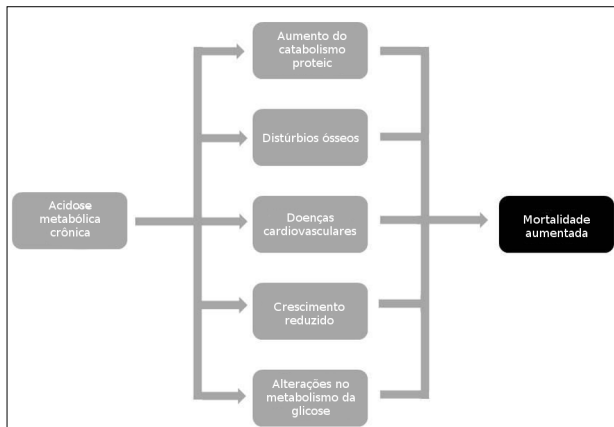 Aumento do
catabolismo
proteic
Distúrbios ósseos
Acidose
metabólica
crônica
Doenças
cardiovasculares
Mortalidade
aumentada
Crescimento
reduzido
Alterações no
metabolismo da
glicose